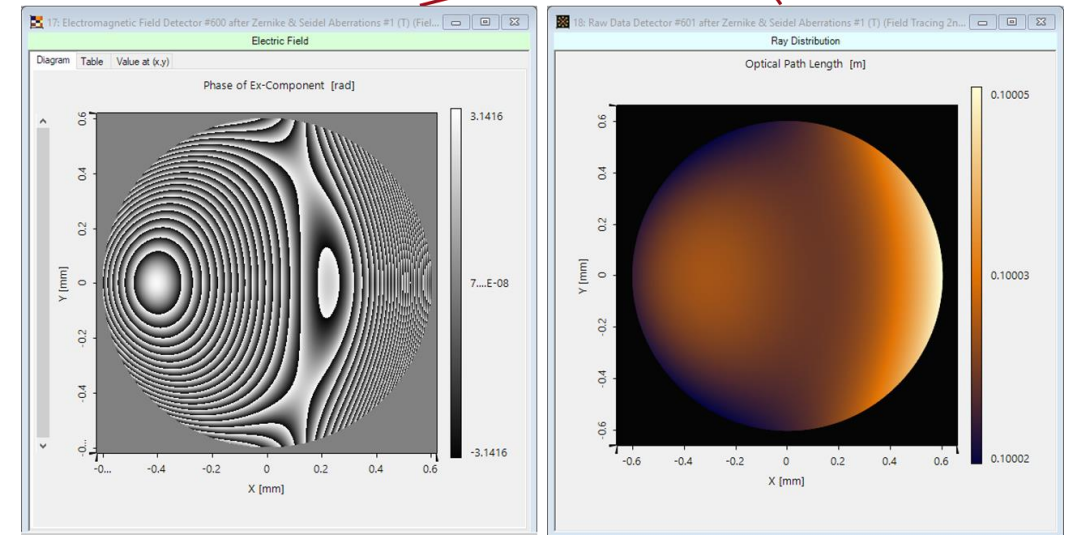 17: Electromagnetic Field Detector #600 after Zernike & Seidel Aberrations #1 (T) (Fiel...
Electric Field
Diagram Table Value at (x,y)
Phase of Ex-Component [rad]
3.1416
7....E-08
-3.1416
0.6
0.4
0.2
0
-0.2
-0.4
-0...
Y [mm]
-0... -0.4 -0.2 0 0.2 0.4 0.6
X [mm]
18: Raw Data Detector #601 after Zernike & Seidel Aberrations #1 (T) (Field Tracing 2n...
Ray Distribution
Optical Path Length [m]
0.10005
0.10003
0.10002
0.6
0.4
0.2
0
-0.2
-0.4
-0.6
Y [mm]
-0.6 -0.4 -0.2 0 0.2 0.4 0.6
X [mm]